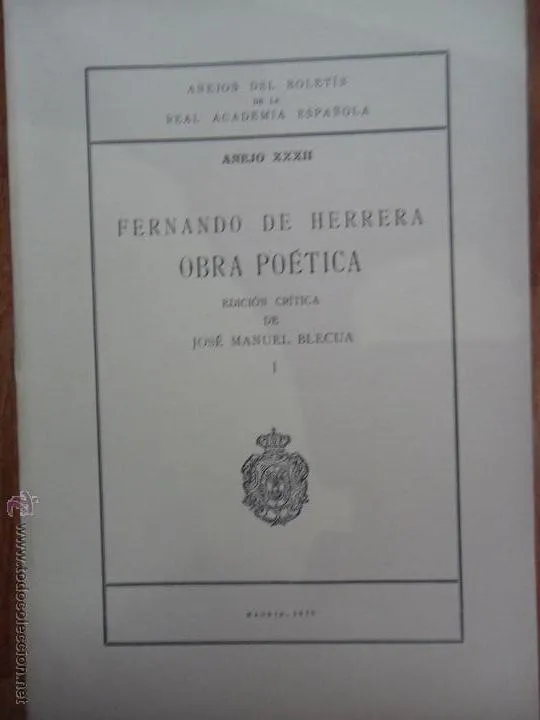 ANEJOS DEL BOLETÍN
DE LA
REAL ACADEMIA ESPAÑOLA
ANEJO XXXII
FERNANDO DE HERRERA
OBRA POÉTICA
EDICIÓN CRÍTICA
DE
JOSÉ MANUEL BLECUA
I
MADRID, 1975
www.todocoleccion.net